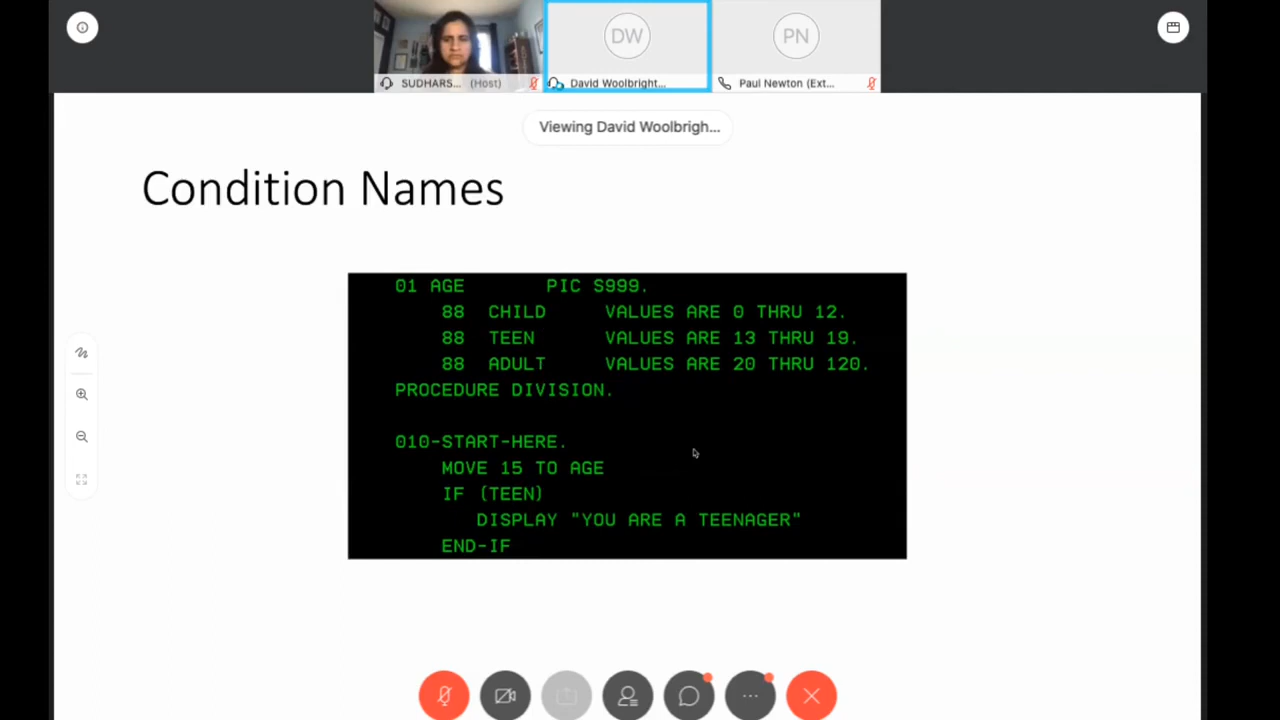 DW
PN
SUDHARS... (Host)
David Woolbright...
Paul Newton (Ext...
Viewing David Woolbrigh...
Condition Names
01 AGE PIC S999.
88 CHILD VALUES ARE 0 THRU 12.
88 TEEN VALUES ARE 13 THRU 19.
88 ADULT VALUES ARE 20 THRU 120.
PROCEDURE DIVISION.
010-START-HERE.
MOVE 15 TO AGE
IF (TEEN)
DISPLAY "YOU ARE A TEENAGER"
END-IF